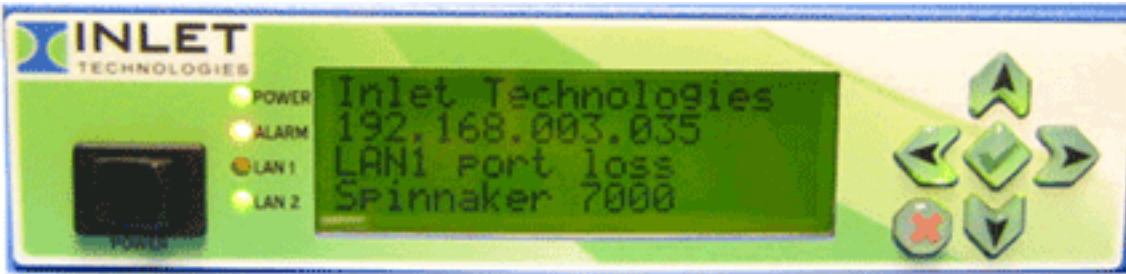 INLET
TECHNOLOGIES
POWER
ALARM
LAN 1
LAN 2
Inlet Technologies
192.168.003.035
LAN1 port loss
Spinnaker 7000
POWER